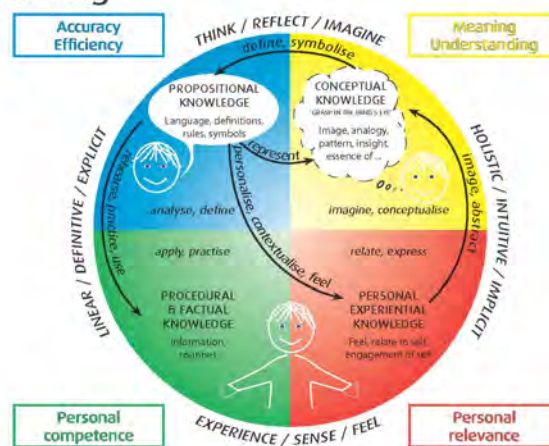 Accuracy
Efficiency
THINK / REFLECT / IMAGINE
Meaning
Understanding
define, symbolise
PROPOSITIONAL
KNOWLEDGE
Language, definitions,
rules, symbols
CONCEPTUAL
KNOWLEDGE
Image, analogy,
pattern, insight,
essence of ...
represent
analyse, define
imagine, conceptualise
LINEAR / DEFINITIVE / EXPLICIT
rehearse, practice, use
personalise, contextualise, feel
image, abstract
HOLISTIC / INTUITIVE / IMPLICIT
apply, practise
relate, express
PROCEDURAL
& FACTUAL
KNOWLEDGE
Information,
routines
PERSONAL
EXPERIENTIAL
KNOWLEDGE
Feel, relate to self,
engagement of self
Personal
competence
EXPERIENCE / SENSE / FEEL
Personal
relevance